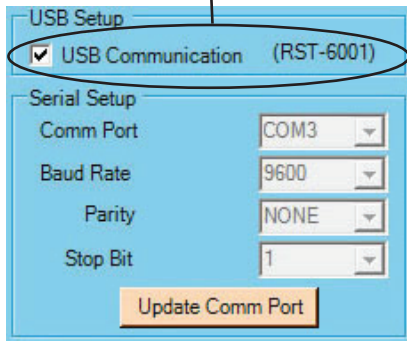 USB Setup
USB Communication (RST-6001)
Serial Setup
Comm Port COM3
Baud Rate 9600
Parity NONE
Stop Bit 1
Update Comm Port